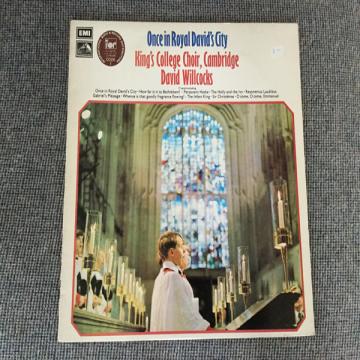 EMI
Once in Royal David's City
King's College Choir, Cambridge
David Willcocks
Once in Royal David's City · How far is it to Bethlehem? · Personent Hodie · The Holly and the Ivy · Resonemus Laudibus
Gabriel's Message · Whence is that goodly fragrance flowing? · The Infant King · Sir Christèmas · O come, O come, Emmanuel